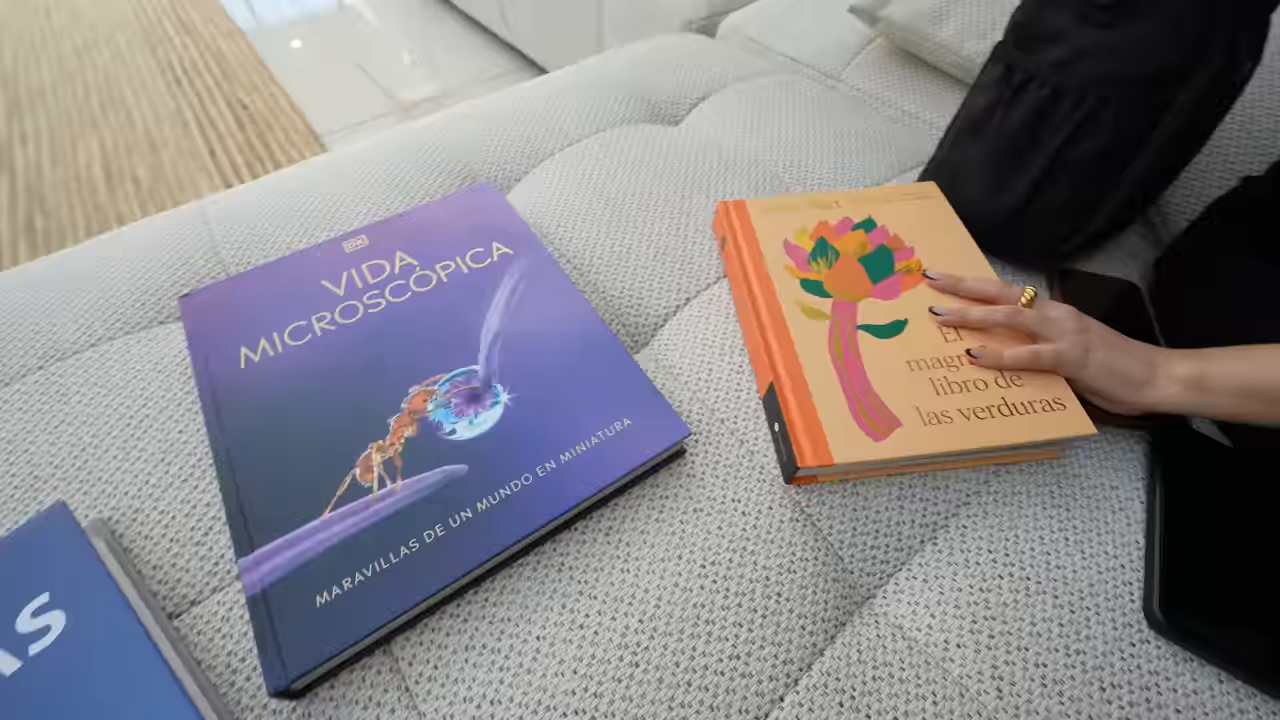 DK
VIDA
MICROSCÓPICA
MARAVILLAS DE UN MUNDO EN MINIATURA
El
libro de
las verduras
AS